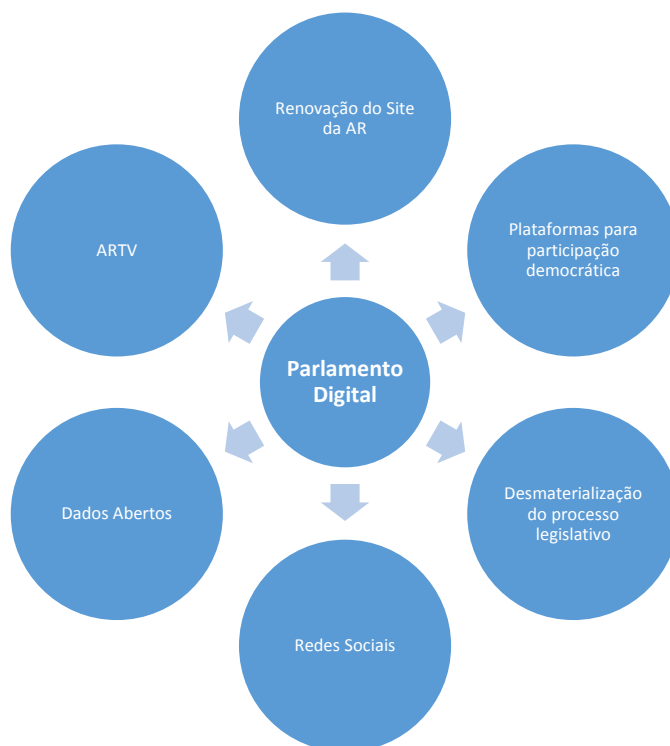 Renovação do Site
da AR
ARTV
Plataformas para
participação
democrática
Parlamento
Digital
Dados Abertos
Desmaterialização
do processo
legislativo
Redes Sociais